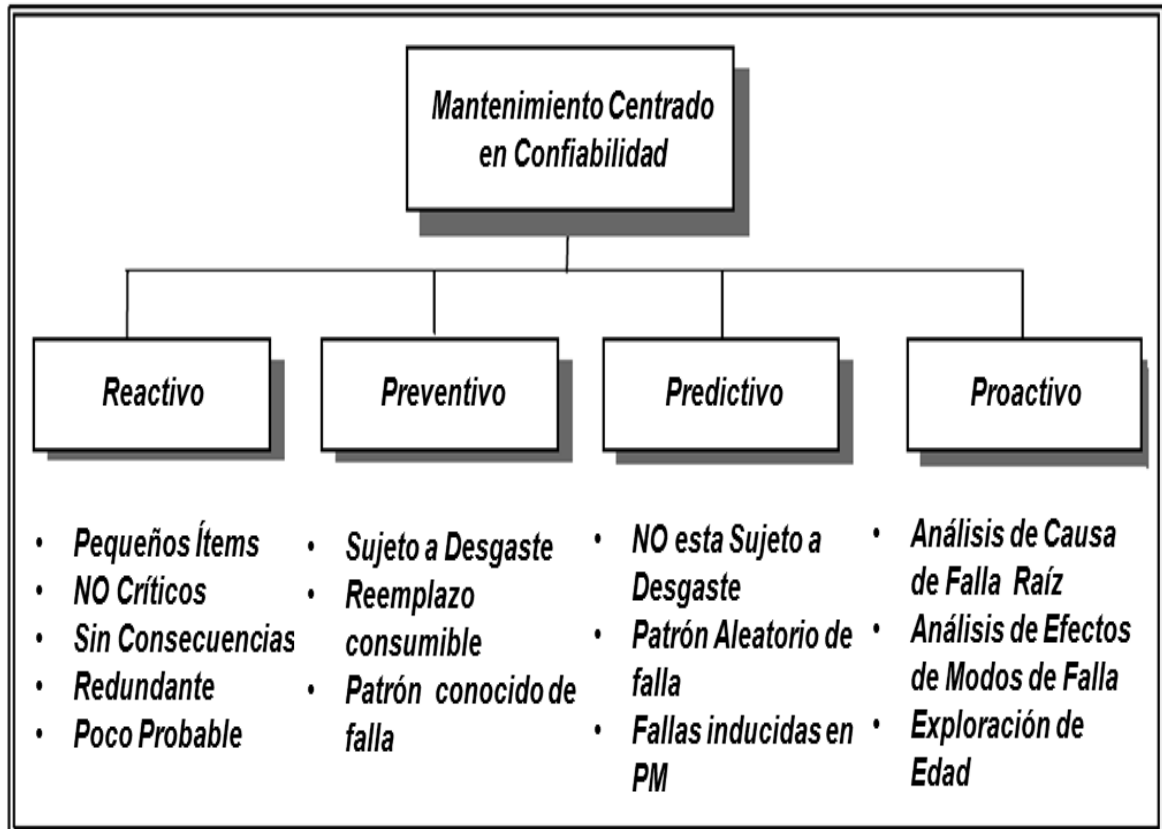 Mantenimiento Centrado
en Confiabilidad
Reactivo
Preventivo
Predictivo
Proactivo
• Pequeños Ítems
• NO Críticos
• Sin Consecuencias
• Redundante
• Poco Probable
• Sujeto a Desgaste
• Reemplazo
consumible
• Patrón conocido de
falla
• NO esta Sujeto a
Desgaste
• Patrón Aleatorio de
falla
• Fallas inducidas en
PM
• Análisis de Causa
de Falla Raíz
• Análisis de Efectos
de Modos de Falla
• Exploración de
Edad